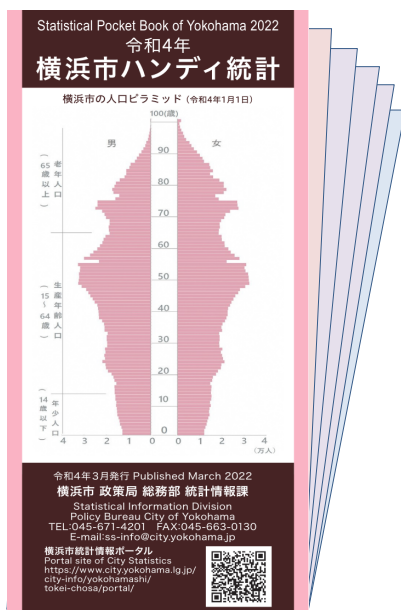 Statistical Pocket Book of Yokohama 2022
令和4年
横浜市ハンディ統計
横浜市の人口ピラミッド（令和4年1月1日）
100(歳)
男
女
90
80
70
60
50
40
30
20
10
0
老年人口
（65歳以上）
生産年齢人口
（15～64歳）
年少人口
（14歳以下）
4 3 2 1 0 0 1 2 3 4
（万人）
令和4年3月発行 Published March 2022
横浜市 政策局 総務部 統計情報課
Statistical Information Division
Policy Bureau City of Yokohama
TEL:045-671-4201 FAX:045-663-0130
E-mail:ss-info@city.yokohama.jp
横浜市統計情報ポータル
Portal site of City Statistics
https://www.city.yokohama.lg.jp/
city-info/yokohamashi/
tokei-chosa/portal/